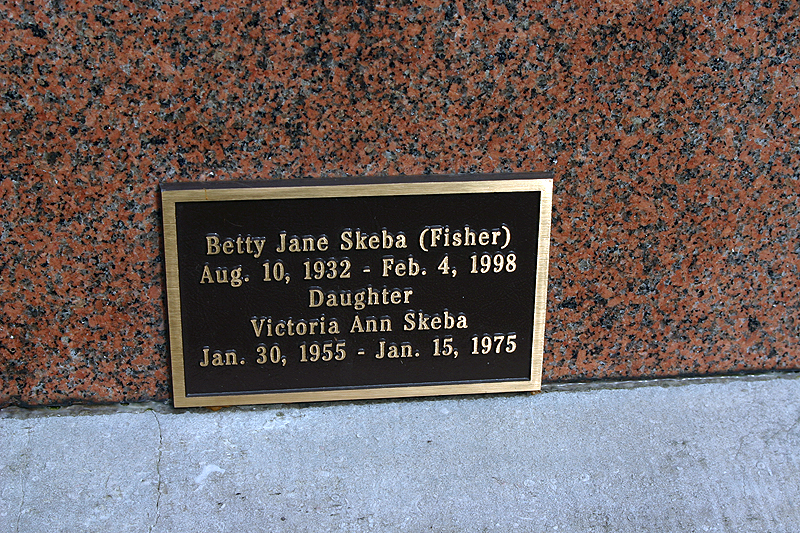 Betty Jane Skeba (Fisher)
Aug. 10, 1932 - Feb. 4, 1998
Daughter
Victoria Ann Skeba
Jan. 30, 1955 - Jan. 15, 1975